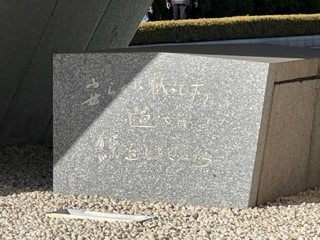 安らかに眠って下さい
過ちは
繰返しませぬから